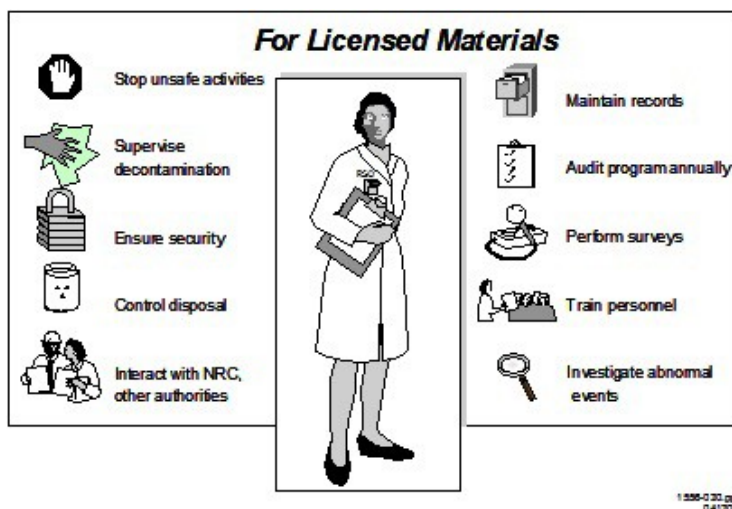 For Licensed Materials
Stop unsafe activities
Supervise
decontamination
Ensure security
Control disposal
Interact with NRC,
other authorities
RSO
Maintain records
Audit program annually
Perform surveys
Train personnel
Investigate abnormal
events